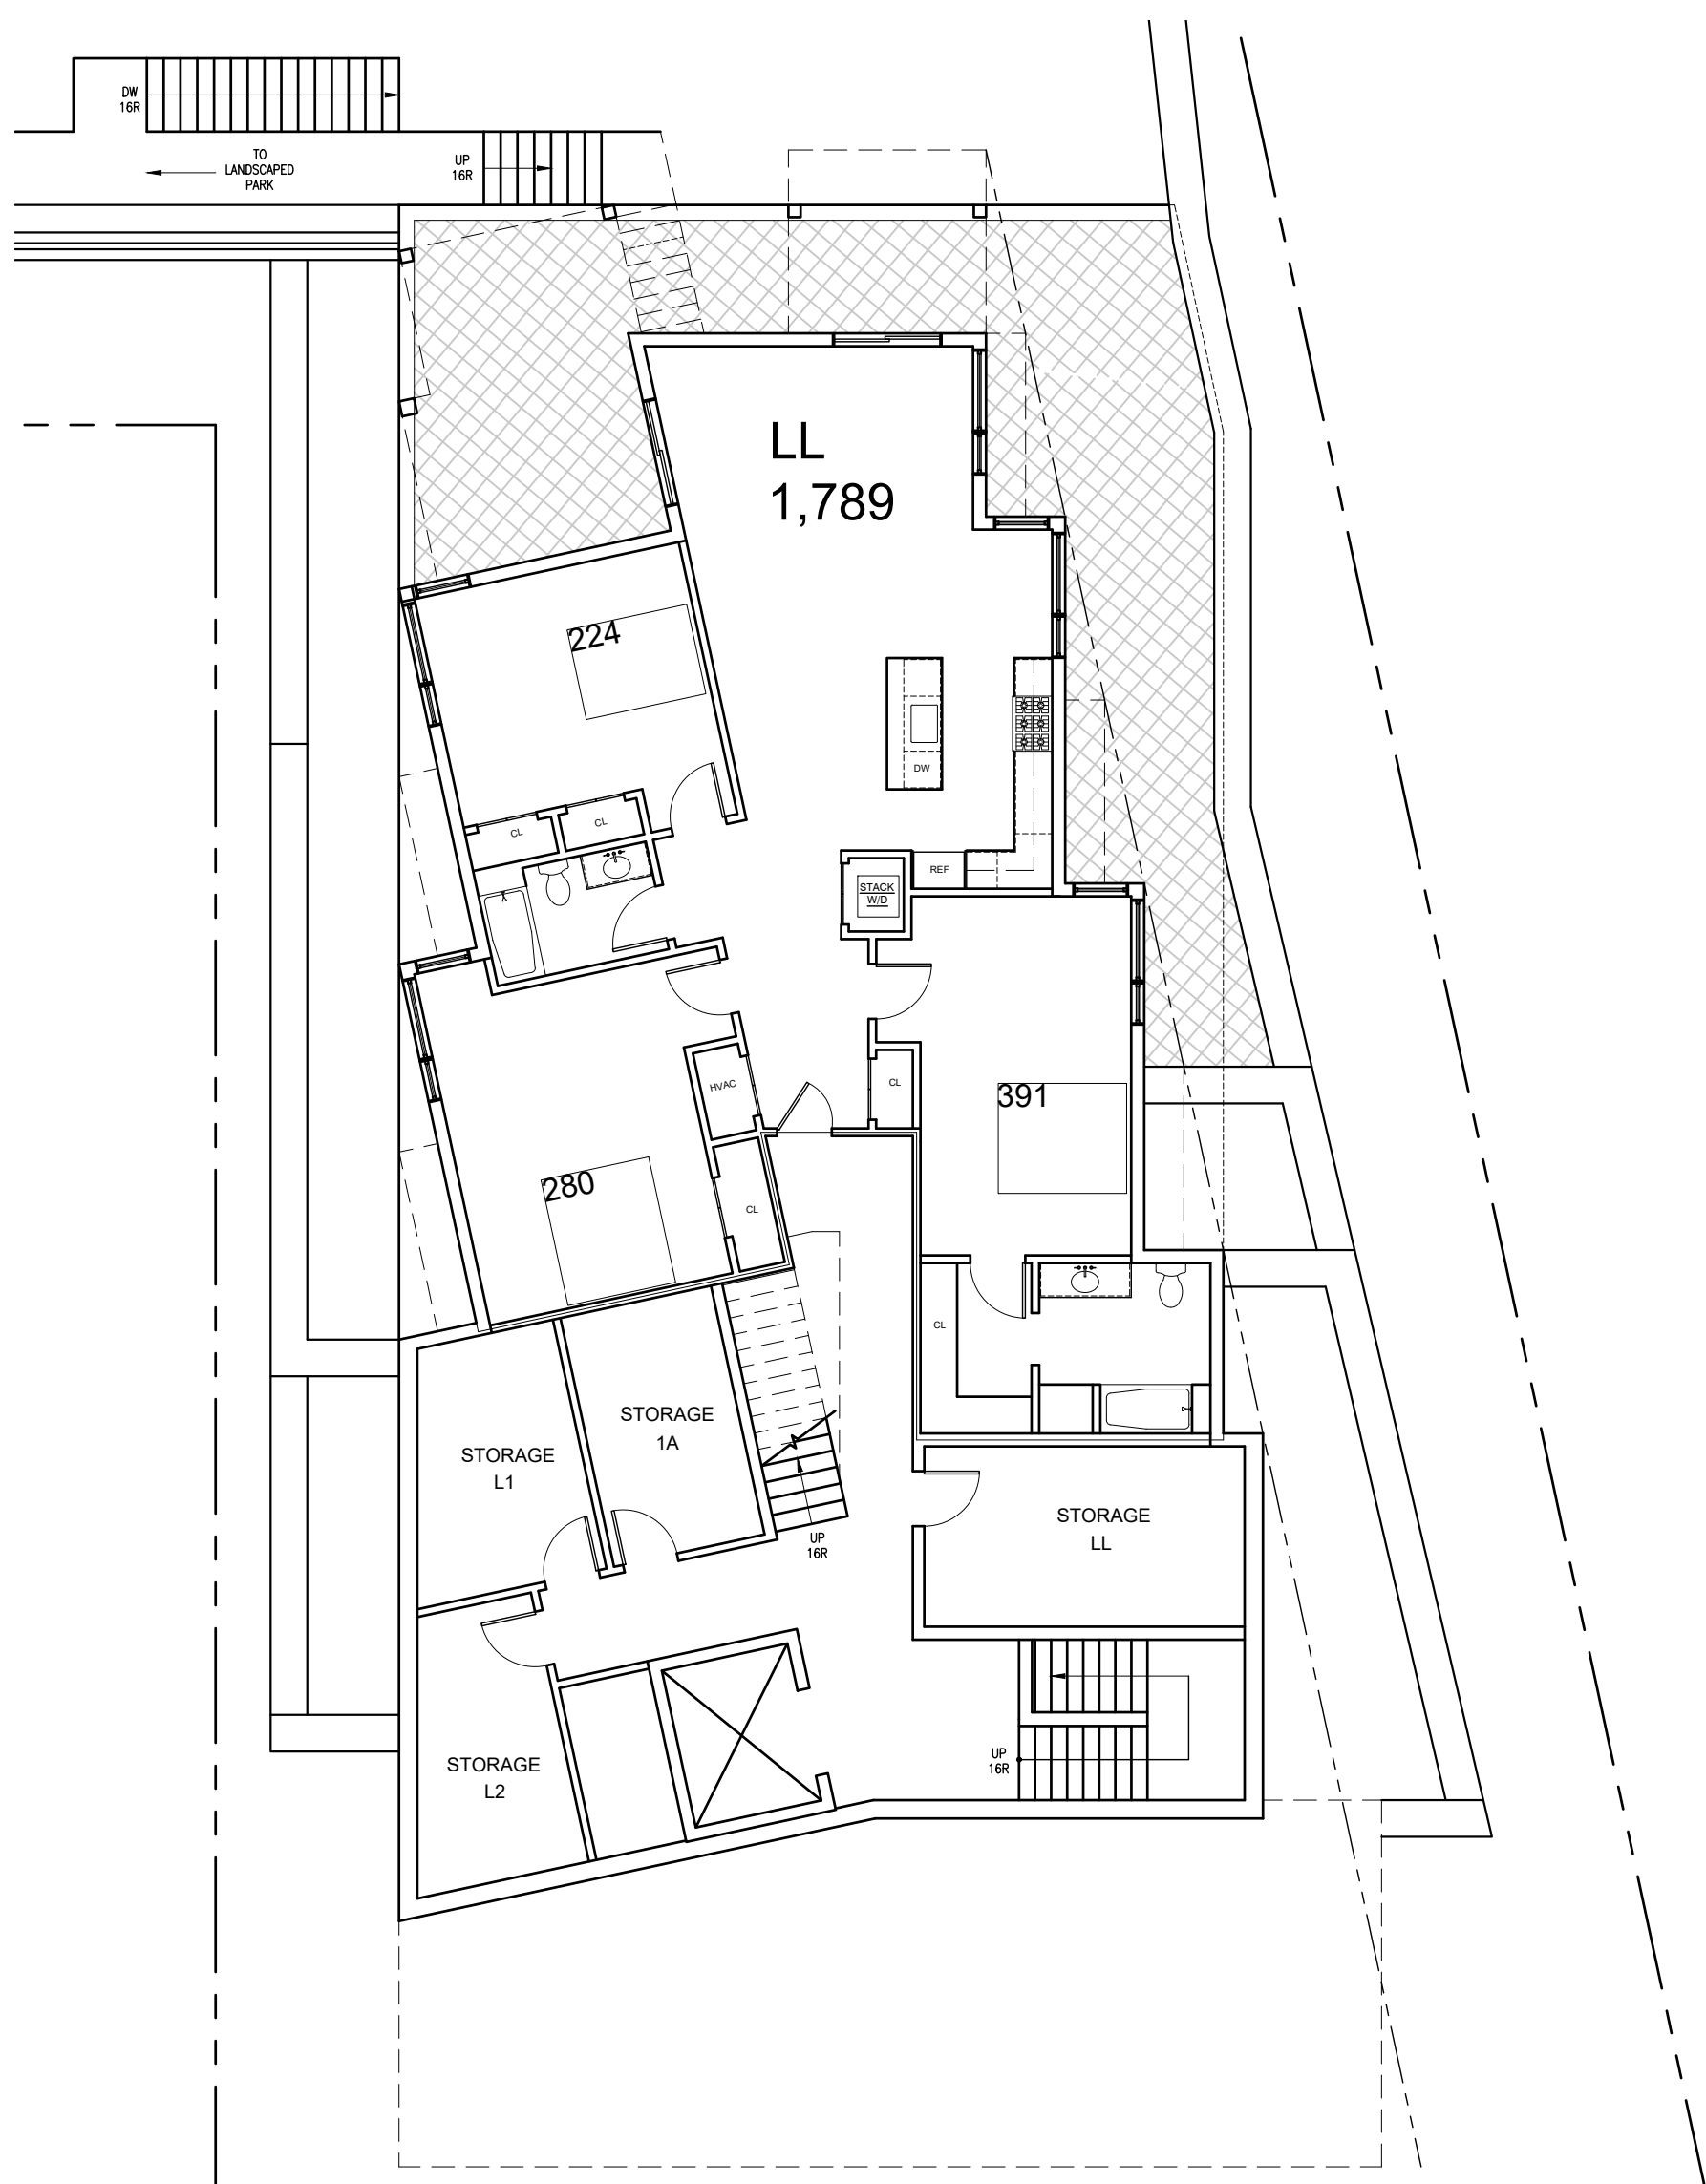 DW
16R
TO
LANDSCAPED
PARK
UP
16R
LL
1,789
224
DW
CL
CL
REF
STACK
W/D
HVAC
CL
391
280
CL
CL
STORAGE
1A
STORAGE
L1
STORAGE
LL
UP
16R
STORAGE
L2
UP
16R